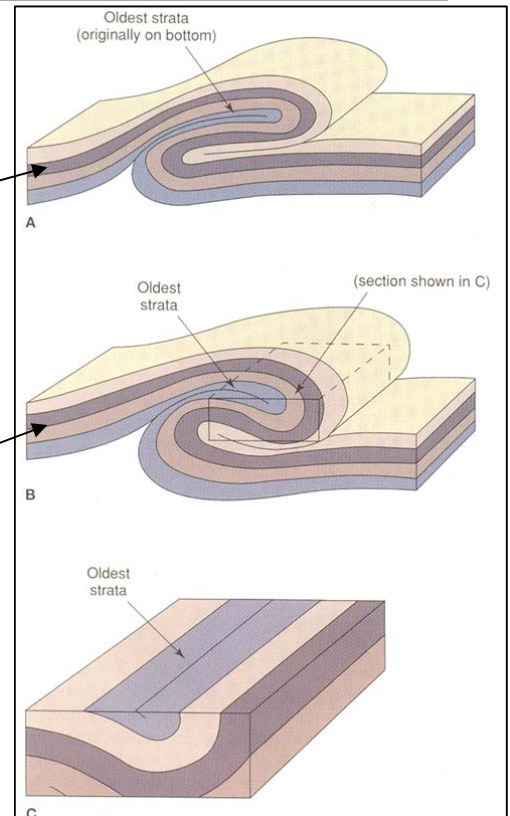 Oldest strata
(originally on bottom)
A
Oldest
strata
(section shown in C)
B
Oldest
strata
C